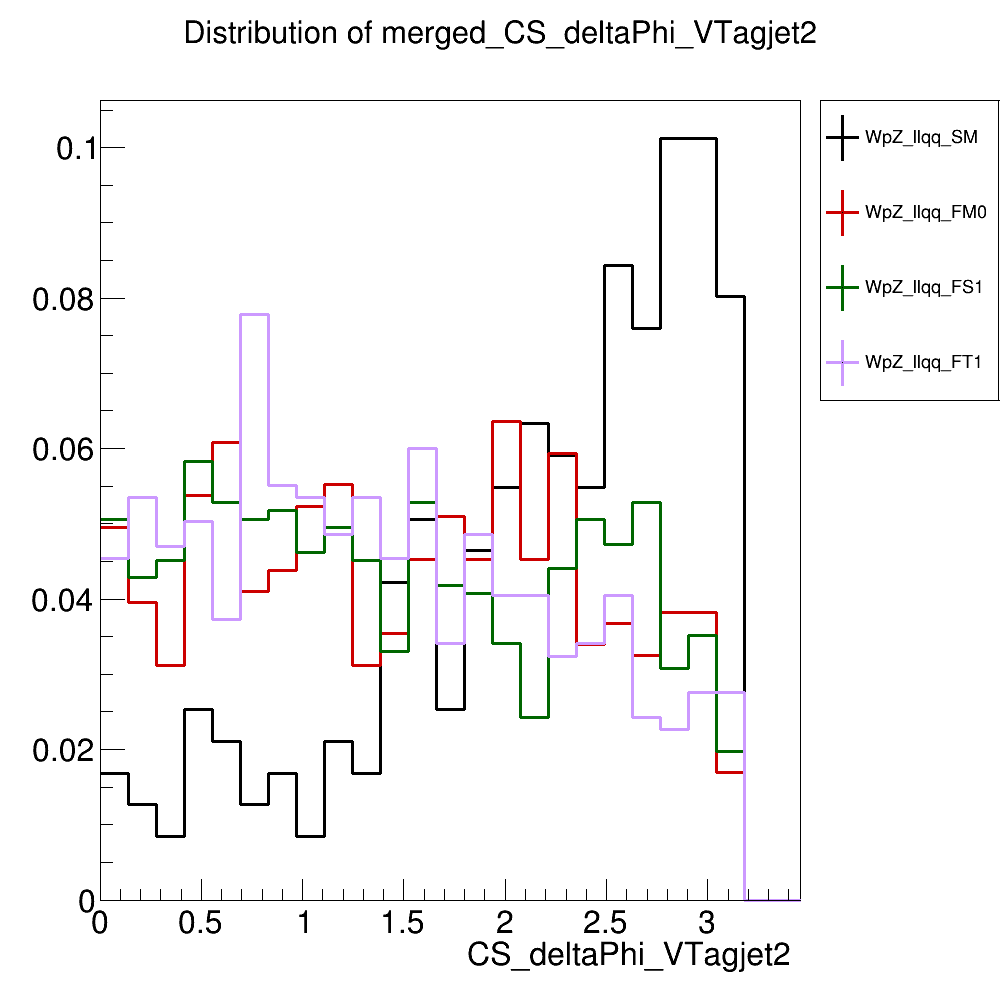 Distribution of merged_CS_deltaPhi_VTagjet2
0.1
0.08
0.06
0.04
0.02
0
0 0.5 1 1.5 2 2.5 3
CS_deltaPhi_VTagjet2
WpZ_llqq_SM
WpZ_llqq_FM0
WpZ_llqq_FS1
WpZ_llqq_FT1